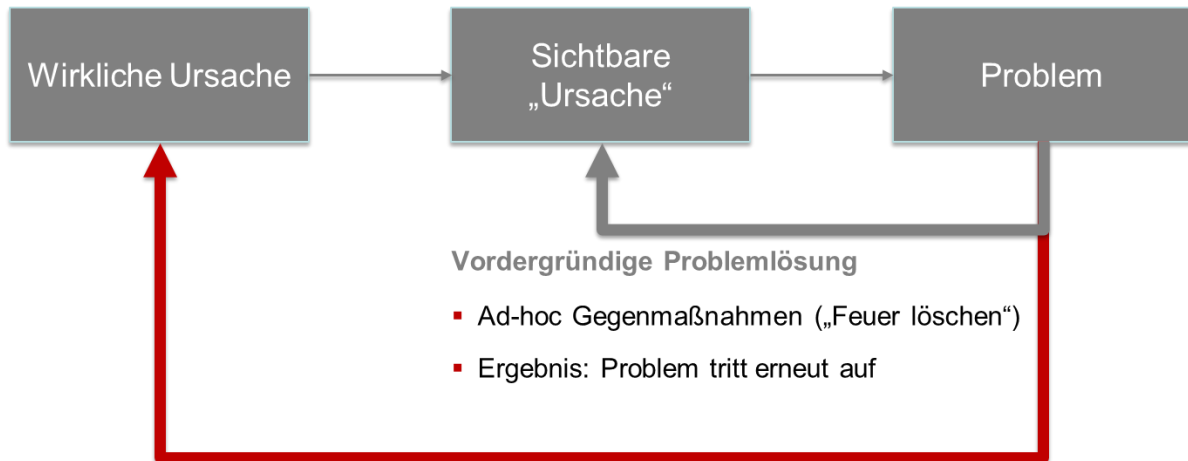 Wirkliche Ursache
Sichtbare
„Ursache“
Problem
Vordergründige Problemlösung
▪ Ad-hoc Gegenmaßnahmen („Feuer löschen“)
▪ Ergebnis: Problem tritt erneut auf